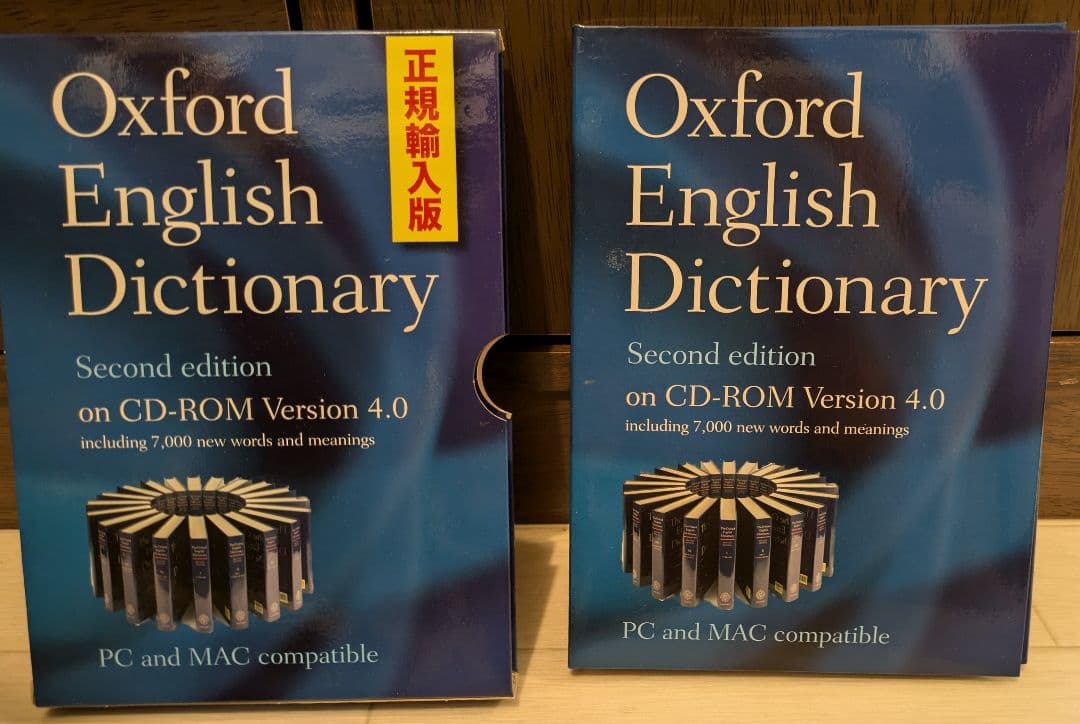 Oxford
English
Dictionary
Second edition
on CD-ROM Version 4.0
including 7,000 new words and meanings
PC and MAC compatible
正規輸入版
Oxford
English
Dictionary
Second edition
on CD-ROM Version 4.0
including 7,000 new words and meanings
PC and MAC compatible